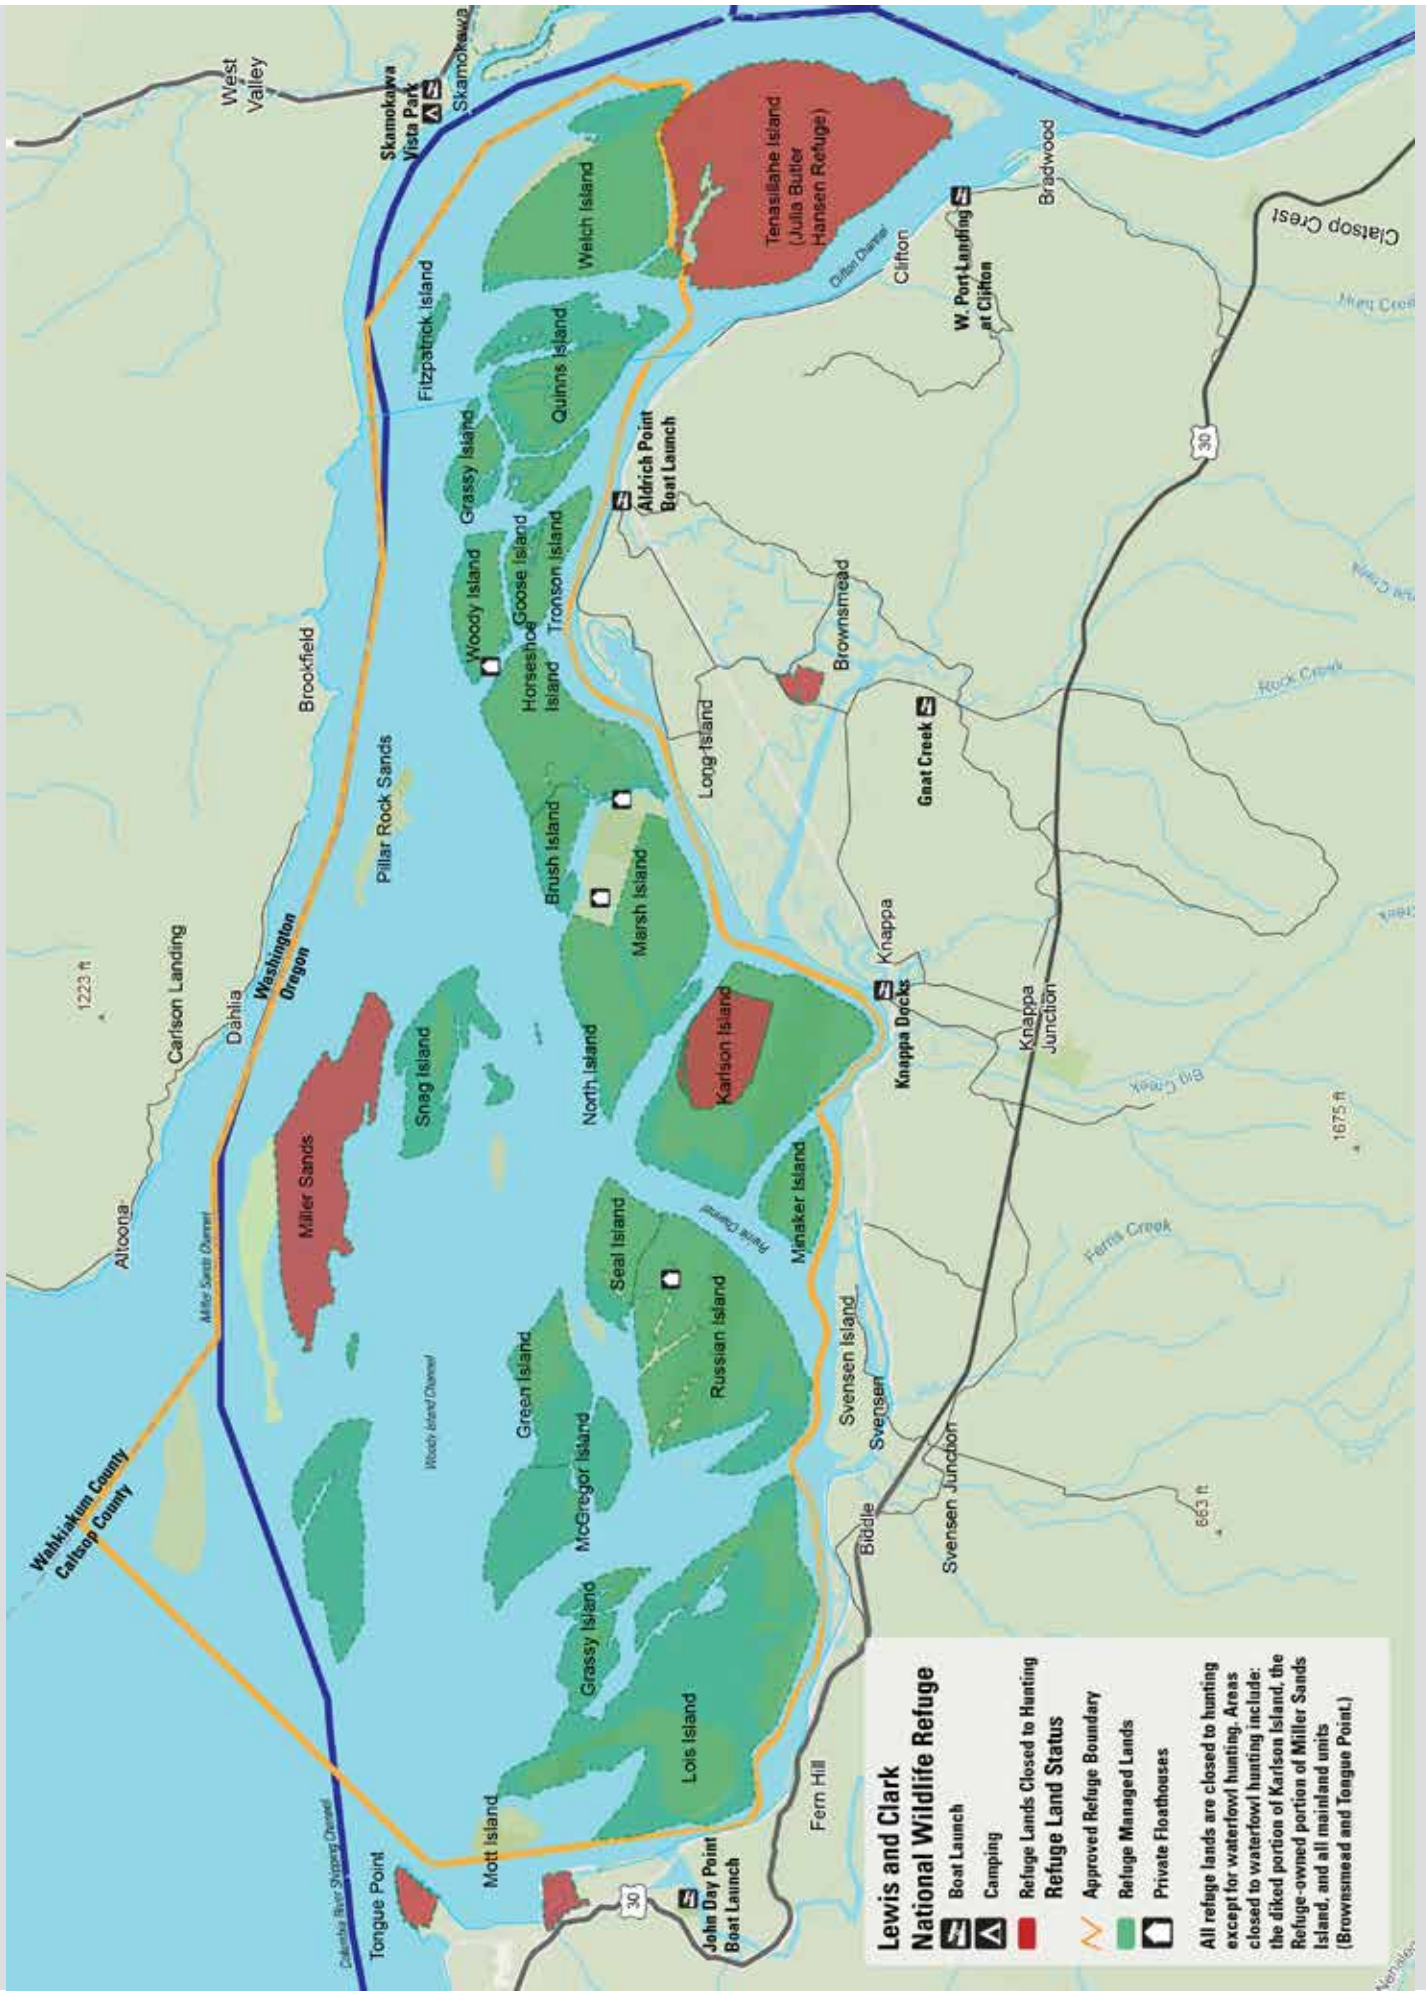 West
Valley
Skamokawa
Vista Park
Skamokawa
Welch Island
Tenasillahe Island
(Julia Butler
Hansen Refuge)
Clifton Channel
Clifton
W. Port Landing
at Clifton
Bradwood
Clatsop Crest
Fitzpatrick Island
Quinns Island
Grassy Island
Aldrich Point
Boat Launch
30
Woody Island
Goose Island
Tronson Island
Horseshoe
Island
Brookfield
Brownsmead
Rock Creek
Gnat Creek
Long Island
Pillar Rock Sands
Brush Island
Marsh Island
Knappa
Knappa Docks
Knappa
Junction
Big Creek
1223 ft
Carlson Landing
Dahlia
Washington
Oregon
Snag Island
North Island
Karlson Island
1675 ft
Altoona
Miller Sands Channel
Miller Sands
Seal Island
Prairie Channel
Minaker Island
Russian Island
Ferris Creek
Svensen Island
Svensen
Svensen Junction
Green Island
McGregor Island
Woody Island Channel
Wahkiakum County
Caltsop County
Biddle
663 ft
Grassy Island
Lois Island
Mott Island
Fern Hill
Columbia River Shipping Channel
Tongue Point
30
John Day Point
Boat Launch
Lewis and Clark
National Wildlife Refuge
Boat Launch
Camping
Refuge Lands Closed to Hunting
Refuge Land Status
Approved Refuge Boundary
Refuge Managed Lands
Private Floathouses
All refuge lands are closed to hunting
except for waterfowl hunting. Areas
closed to waterfowl hunting include:
the diked portion of Karlson Island, the
Refuge-owned portion of Miller Sands
Island, and all mainland units
(Brownsmead and Tongue Point.)